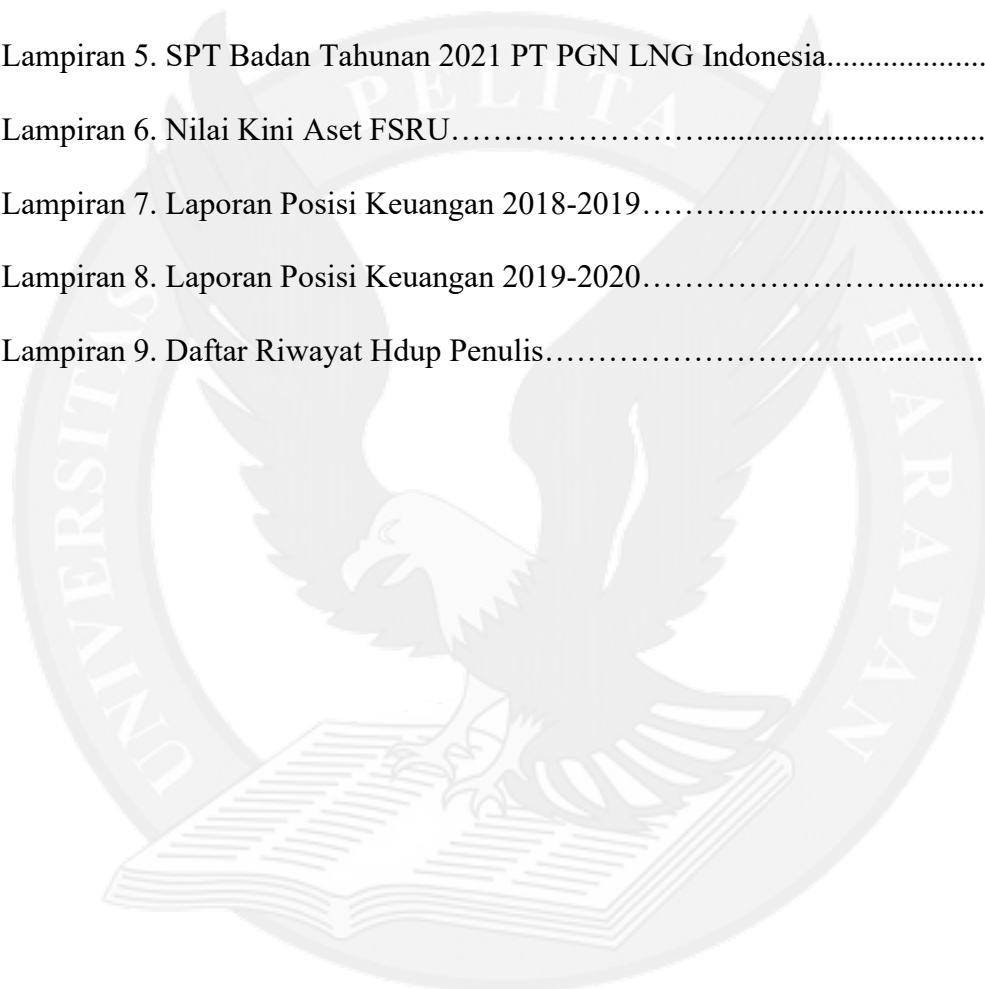 Lampiran 5. SPT Badan Tahunan 2021 PT PGN LNG Indonesia...................
Lampiran 6. Nilai Kini Aset FSRU……………………...................................
Lampiran 7. Laporan Posisi Keuangan 2018-2019……………........................
Lampiran 8. Laporan Posisi Keuangan 2019-2020……………………...........
Lampiran 9. Daftar Riwayat Hdup Penulis……………………........................
UNIVERSITAS PELITA HARAPAN